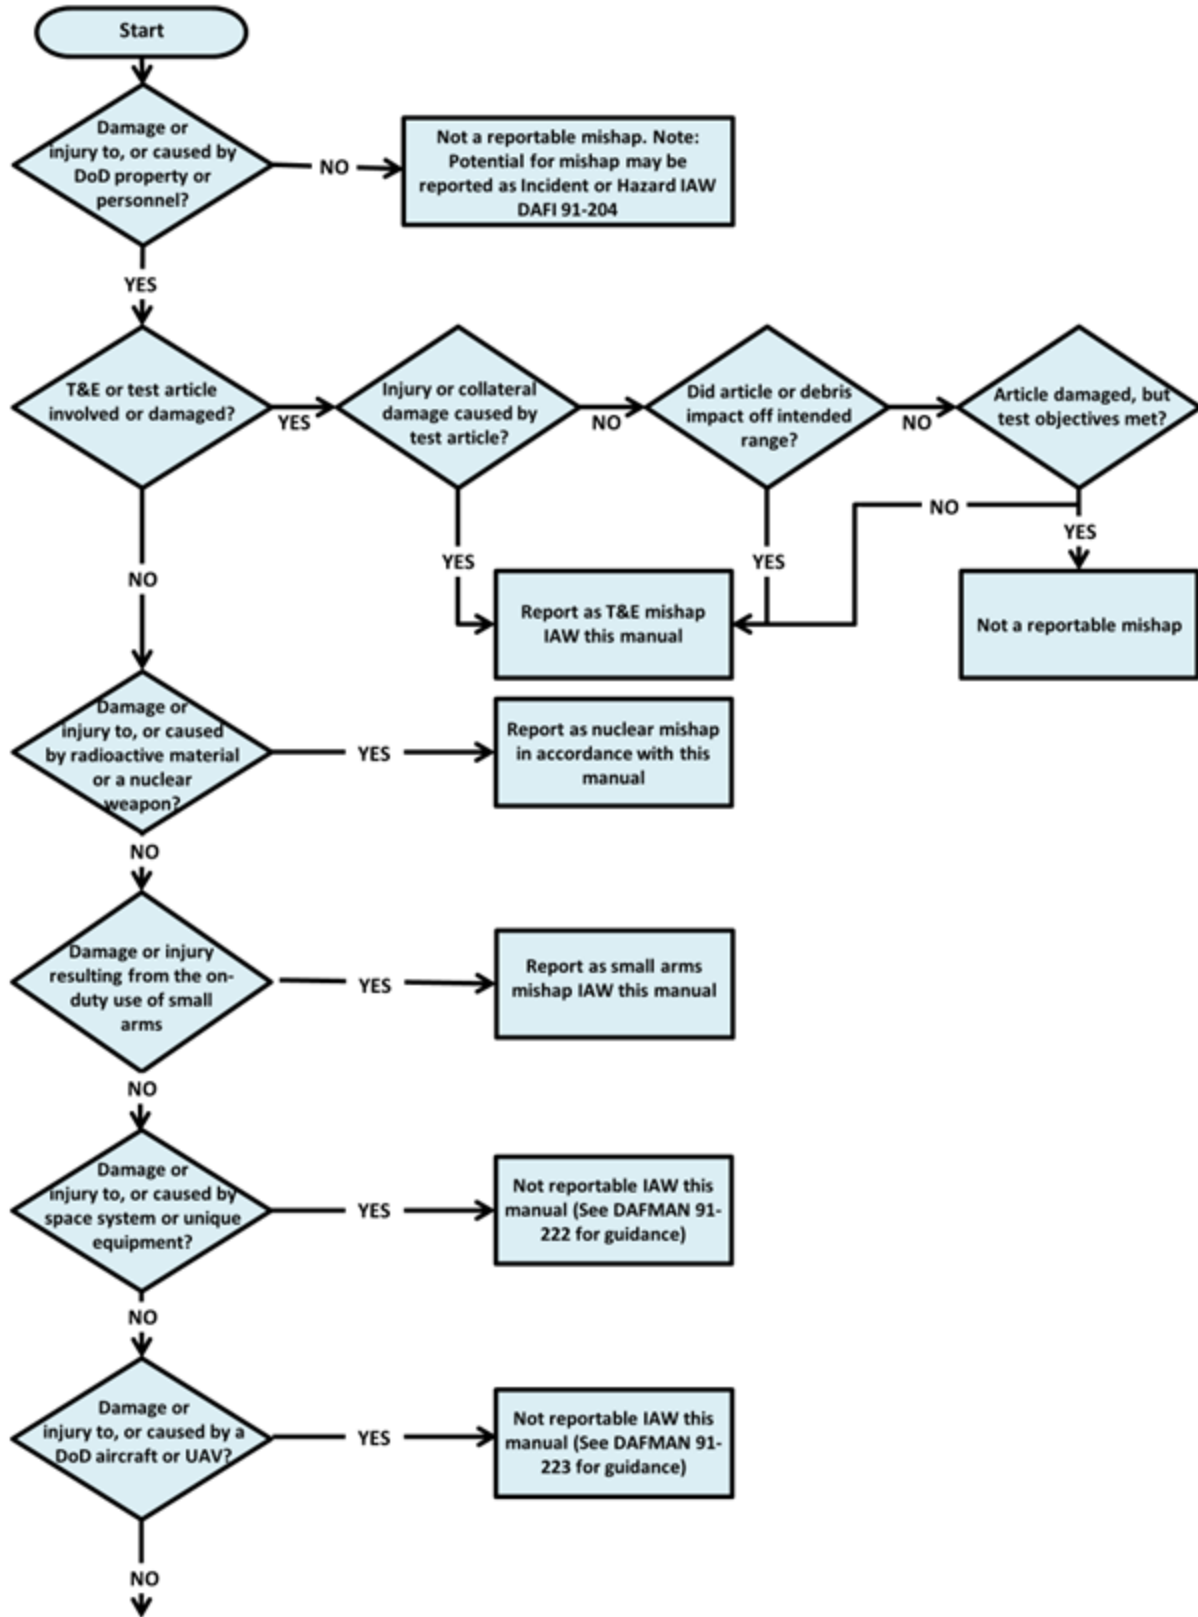 Start
Damage or
injury to, or caused by
DoD property or
personnel?
NO
Not a reportable mishap. Note:
Potential for mishap may be
reported as Incident or Hazard IAW
DAFI 91-204
YES
T&E or test article
involved or damaged?
YES
Injury or collateral
damage caused by
test article?
NO
Did article or debris
impact off intended
range?
NO
Article damaged, but
test objectives met?
NO
YES
YES
YES
NO
Report as T&E mishap
IAW this manual
Not a reportable mishap
Damage or
injury to, or caused
by radioactive material
or a nuclear
weapon?
YES
Report as nuclear mishap
in accordance with this
manual
NO
Damage or injury
resulting from the on-
duty use of small
arms
YES
Report as small arms
mishap IAW this manual
NO
Damage or
injury to, or caused by
space system or unique
equipment?
YES
Not reportable IAW this
manual (See DAFMAN 91-
222 for guidance)
NO
Damage or
injury to, or caused by a
DoD aircraft or UAV?
YES
Not reportable IAW this
manual (See DAFMAN 91-
223 for guidance)
NO